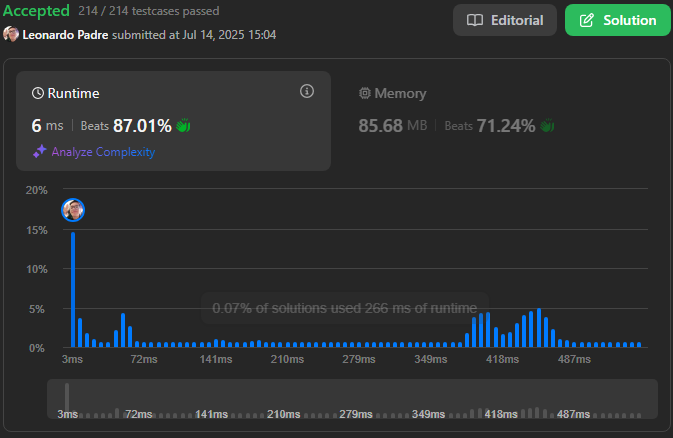 Accepted 214 / 214 testcases passed
Editorial
Solution
Leonardo Padre submitted at Jul 14, 2025 15:04
Runtime
6 ms | Beats 87.01%
Analyze Complexity
Memory
85.68 MB | Beats 71.24%
20%
15%
10%
5%
0%
0.07% of solutions used 266 ms of runtime
3ms 72ms 141ms 210ms 279ms 349ms 418ms 487ms
3ms 72ms 141ms 210ms 279ms 349ms 418ms 487ms